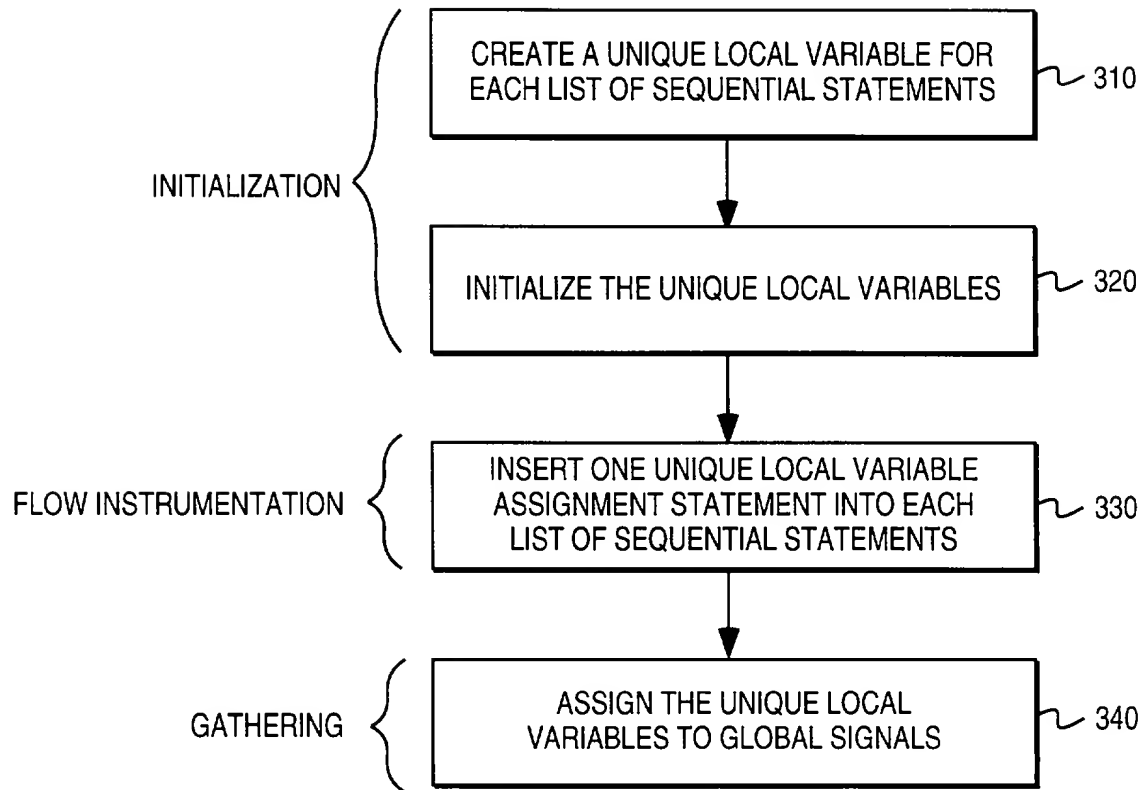 CREATE A UNIQUE LOCAL VARIABLE FOR
EACH LIST OF SEQUENTIAL STATEMENTS
310
INITIALIZATION
INITIALIZE THE UNIQUE LOCAL VARIABLES
320
FLOW INSTRUMENTATION
INSERT ONE UNIQUE LOCAL VARIABLE
ASSIGNMENT STATEMENT INTO EACH
LIST OF SEQUENTIAL STATEMENTS
330
GATHERING
ASSIGN THE UNIQUE LOCAL
VARIABLES TO GLOBAL SIGNALS
340